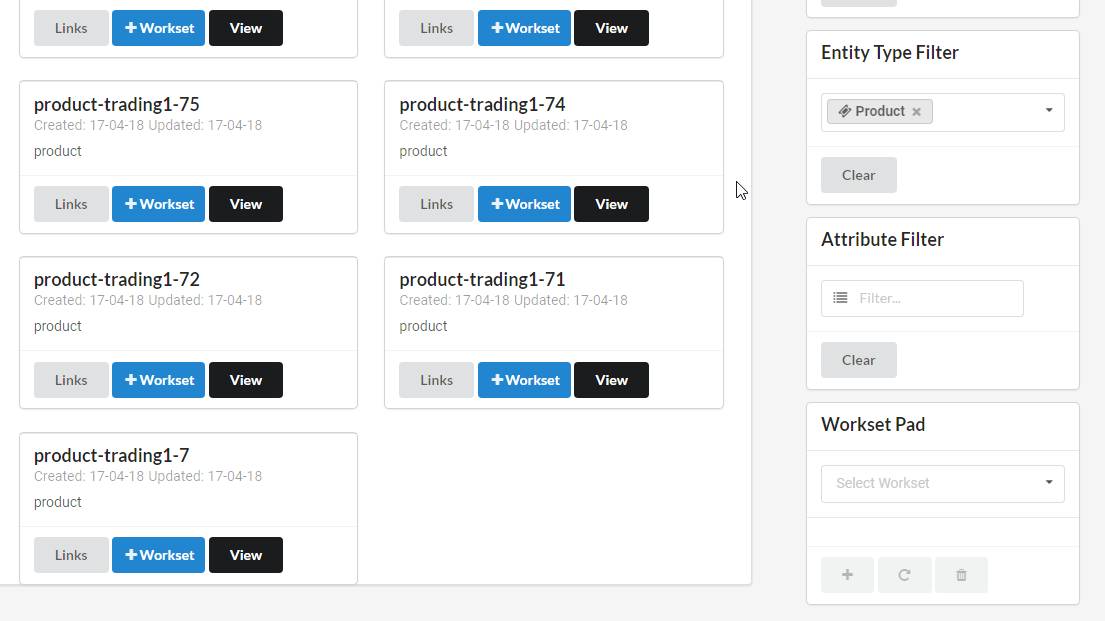 Links +Workset View
Links +Workset View
product-trading1-75
Created: 17-04-18 Updated: 17-04-18
product
Links +Workset View
product-trading1-74
Created: 17-04-18 Updated: 17-04-18
product
Links +Workset View
product-trading1-72
Created: 17-04-18 Updated: 17-04-18
product
Links +Workset View
product-trading1-71
Created: 17-04-18 Updated: 17-04-18
product
Links +Workset View
product-trading1-7
Created: 17-04-18 Updated: 17-04-18
product
Links +Workset View
Entity Type Filter
Product ×
Clear
Attribute Filter
Filter...
Clear
Workset Pad
Select Workset